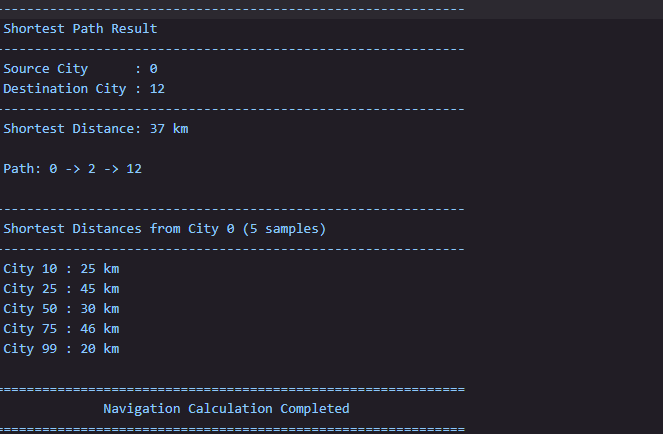 ------------------------------------------------------------
Shortest Path Result
------------------------------------------------------------
Source City      : 0
Destination City : 12
------------------------------------------------------------
Shortest Distance: 37 km
Path: 0 -> 2 -> 12
------------------------------------------------------------
Shortest Distances from City 0 (5 samples)
------------------------------------------------------------
City 10 : 25 km
City 25 : 45 km
City 50 : 30 km
City 75 : 46 km
City 99 : 20 km
============================================================
Navigation Calculation Completed
============================================================